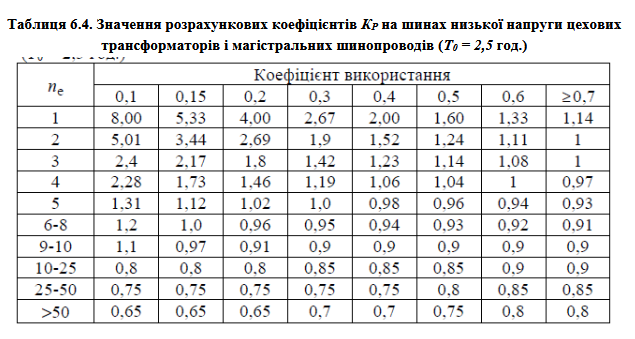 Таблиця 6.4. Значення розрахункових коефіцієнтів KР на шинах низької напруги цехових
трансформаторів і магістральних шинопроводів (T0 = 2,5 год.)
nе Коефіцієнт використання
0,1 0,15 0,2 0,3 0,4 0,5 0,6 ≥0,7
1 8,00 5,33 4,00 2,67 2,00 1,60 1,33 1,14
2 5,01 3,44 2,69 1,9 1,52 1,24 1,11 1
3 2,4 2,17 1,8 1,42 1,23 1,14 1,08 1
4 2,28 1,73 1,46 1,19 1,06 1,04 1 0,97
5 1,31 1,12 1,02 1,0 0,98 0,96 0,94 0,93
6-8 1,2 1,0 0,96 0,95 0,94 0,93 0,92 0,91
9-10 1,1 0,97 0,91 0,9 0,9 0,9 0,9 0,9
10-25 0,8 0,8 0,8 0,85 0,85 0,85 0,9 0,9
25-50 0,75 0,75 0,75 0,75 0,75 0,8 0,85 0,85
>50 0,65 0,65 0,65 0,7 0,7 0,75 0,8 0,8